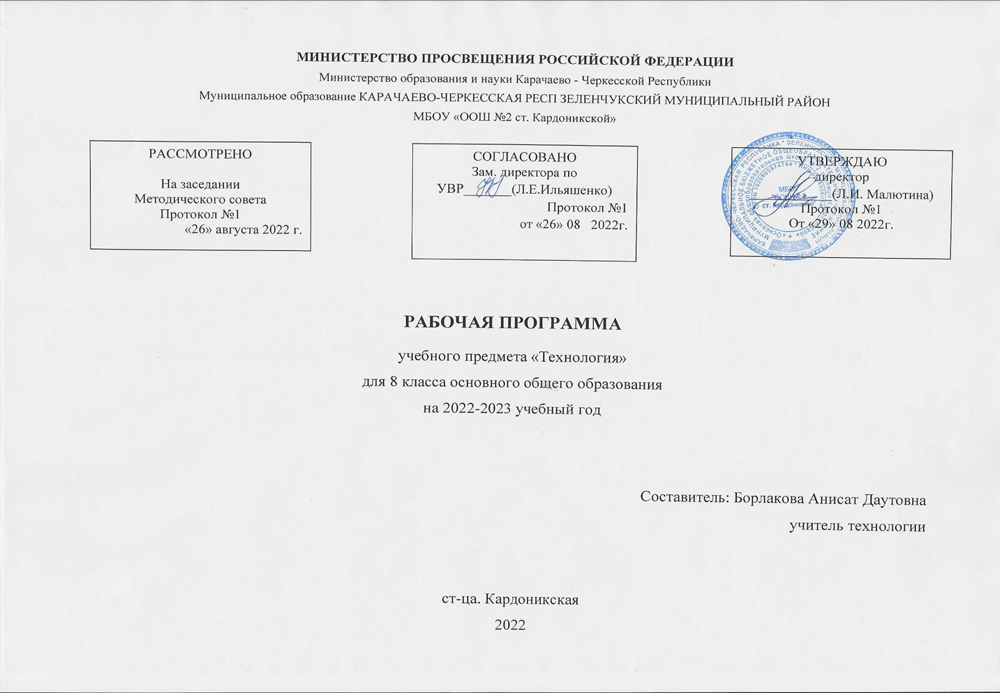 МИНИСТЕРСТВО ПРОСВЕЩЕНИЯ РОССИЙСКОЙ ФЕДЕРАЦИИ
Министерство образования и науки Карачаево - Черкесской Республики
Муниципальное образование КАРАЧАЕВО-ЧЕРКЕССКАЯ РЕСП ЗЕЛЕНЧУКСКИЙ МУНИЦИПАЛЬНЫЙ РАЙОН
МБОУ «ООШ №2 ст. Кардоникской»
РАССМОТРЕНО
На заседании
Методического совета
Протокол №1
«26» августа 2022 г.
СОГЛАСОВАНО
Зам. директора по
УВР_______(Л.Е.Ильяшенко)
Протокол №1
от «26» 08 2022г.
УТВЕРЖДАЮ
директор
(Л.И. Малютина)
Протокол №1
От «29» 08 2022г.
МБОУ
ст. Кардоникской
РАБОЧАЯ ПРОГРАММА
учебного предмета «Технология»
для 8 класса основного общего образования
на 2022-2023 учебный год
Составитель: Борлакова Анисат Даутовна
учитель технологии
ст-ца. Кардоникская
2022